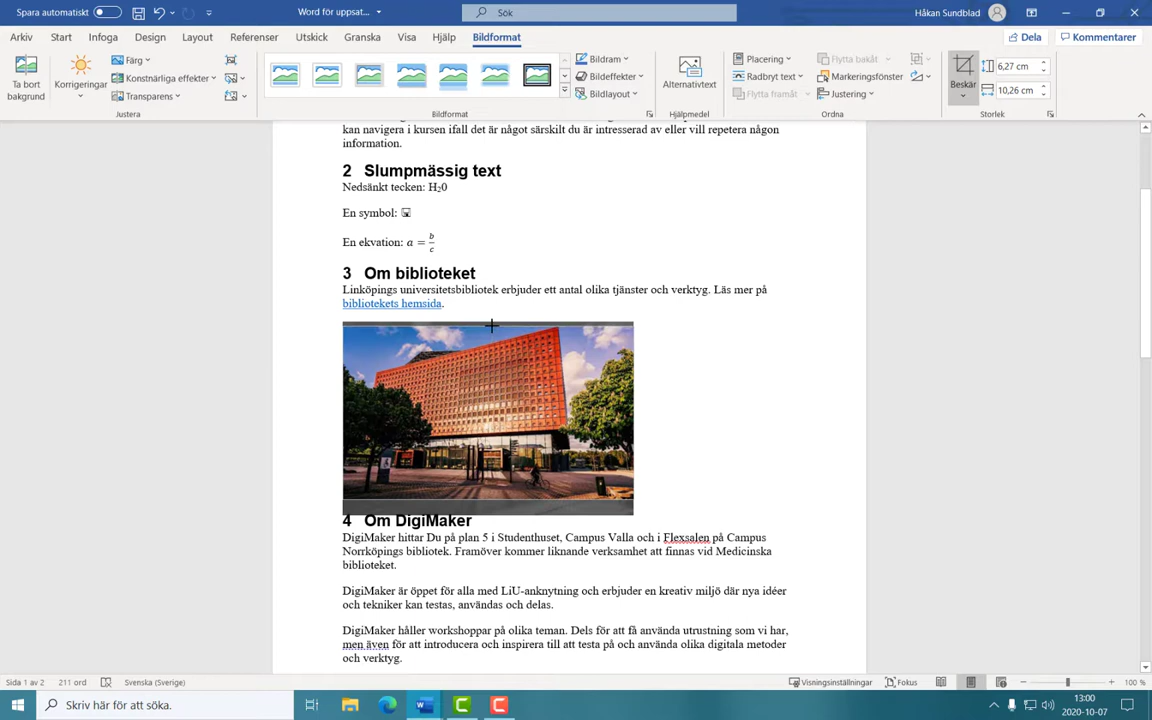 Spara automatiskt
Word för uppsat...
Sök
Håkan Sundblad
Arkiv Start Infoga Design Layout Referenser Utskick Granska Visa Hjälp Bildformat
Dela Kommentarer
Ta bort bakgrund
Korrigeringar
Färg
Konstnärliga effekter
Transparens
Justera
Bildformat
Bildram
Bildeffekter
Bildlayout
Alternativtext
Hjälpmedel
Placering
Radbryt text
Flytta framåt
Flytta bakåt
Markeringsfönster
Justering
Ordna
Beskär
6,27 cm
10,26 cm
Storlek
kan navigera i kursen ifall det är något särskilt du är intresserad av eller vill repetera någon
information.
2 Slumpmässig text
Nedsänkt tecken: H₂0
En symbol: 🖫
En ekvation: a = b/c
3 Om biblioteket
Linköpings universitetsbibliotek erbjuder ett antal olika tjänster och verktyg. Läs mer på
bibliotekets hemsida.
4 Om DigiMaker
DigiMaker hittar Du på plan 5 i Studenthuset, Campus Valla och i Flexsalen på Campus
Norrköpings bibliotek. Framöver kommer liknande verksamhet att finnas vid Medicinska
biblioteket.
DigiMaker är öppet för alla med LiU-anknytning och erbjuder en kreativ miljö där nya idéer
och tekniker kan testas, användas och delas.
DigiMaker håller workshoppar på olika teman. Dels för att få använda utrustning som vi har,
men även för att introducera och inspirera till att testa på och använda olika digitala metoder
och verktyg.
Sida 1 av 2 211 ord Svenska (Sverige)
Visningsinställningar Fokus 100 %
Skriv här för att söka.
13:00
2020-10-07